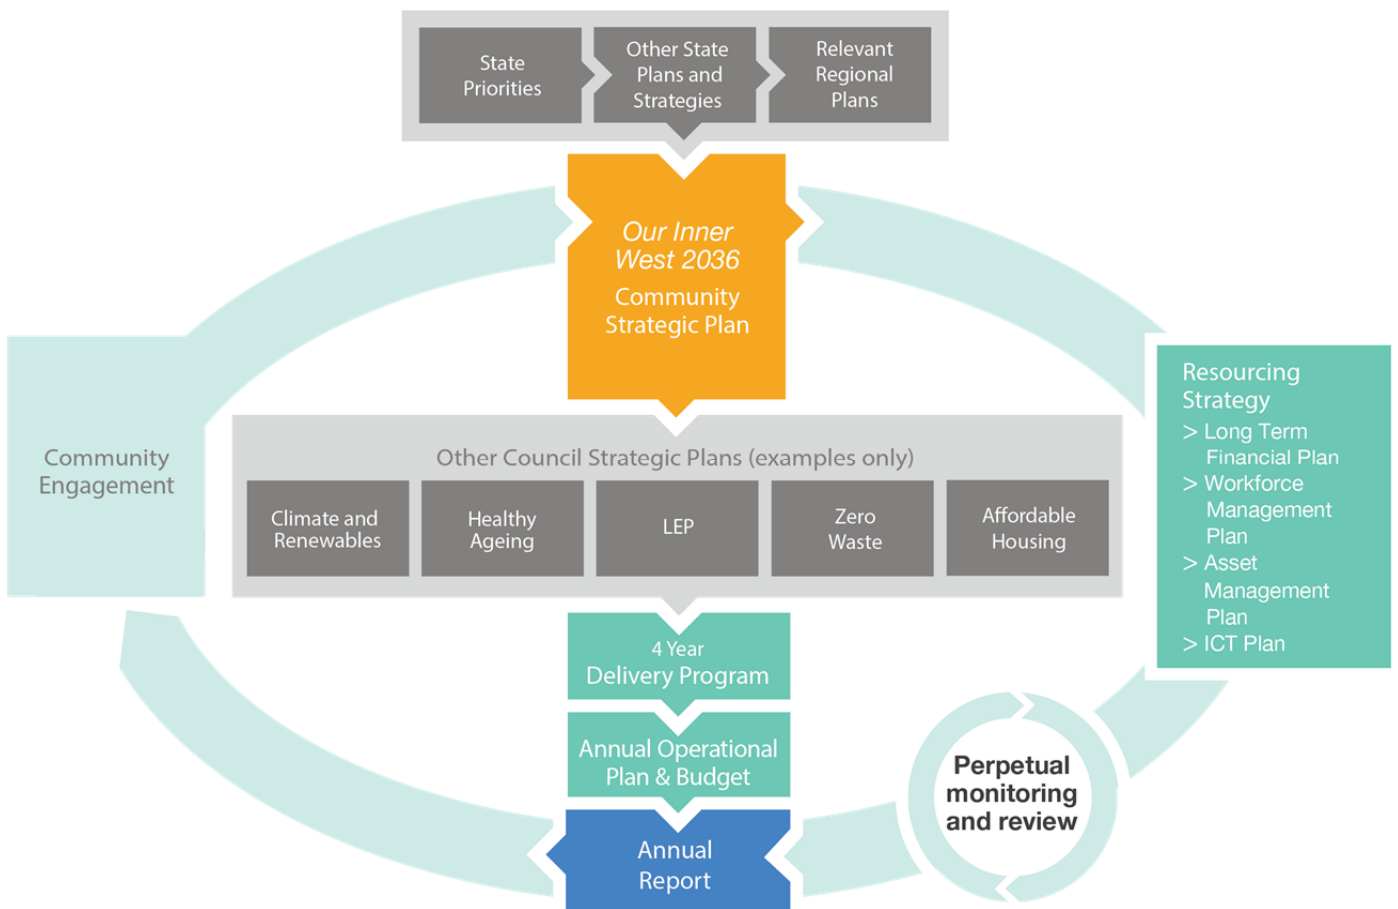 State
Priorities
Other State
Plans and
Strategies
Relevant
Regional
Plans
Our Inner
West 2036
Community
Strategic Plan
Community
Engagement
Resourcing
Strategy
> Long Term
Financial Plan
> Workforce
Management
Plan
> Asset
Management
Plan
> ICT Plan
Other Council Strategic Plans (examples only)
Climate and
Renewables
Healthy
Ageing
LEP
Zero
Waste
Affordable
Housing
4 Year
Delivery Program
Annual Operational
Plan & Budget
Perpetual
monitoring
and review
Annual
Report